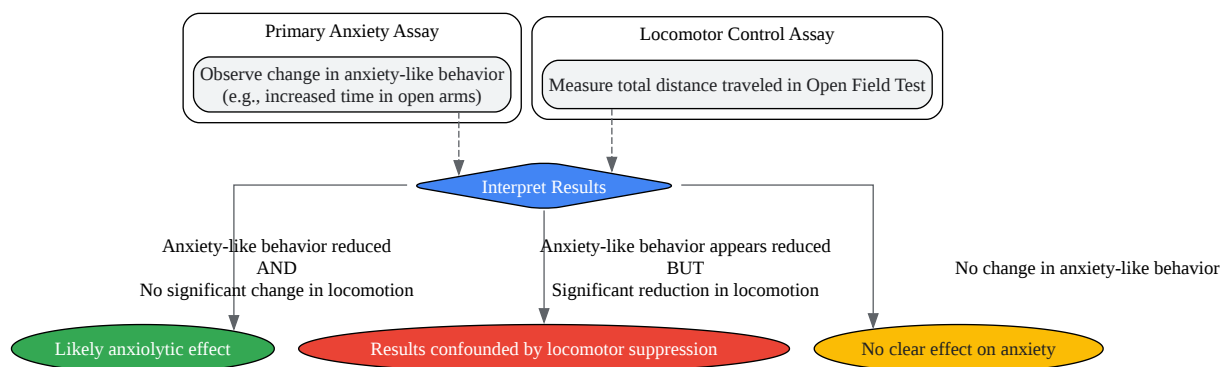 Primary Anxiety Assay
Observe change in anxiety-like behavior
(e.g., increased time in open arms)
Locomotor Control Assay
Measure total distance traveled in Open Field Test
Interpret Results
Anxiety-like behavior reduced
AND
No significant change in locomotion
Anxiety-like behavior appears reduced
BUT
Significant reduction in locomotion
No change in anxiety-like behavior
Likely anxiolytic effect
Results confounded by locomotor suppression
No clear effect on anxiety